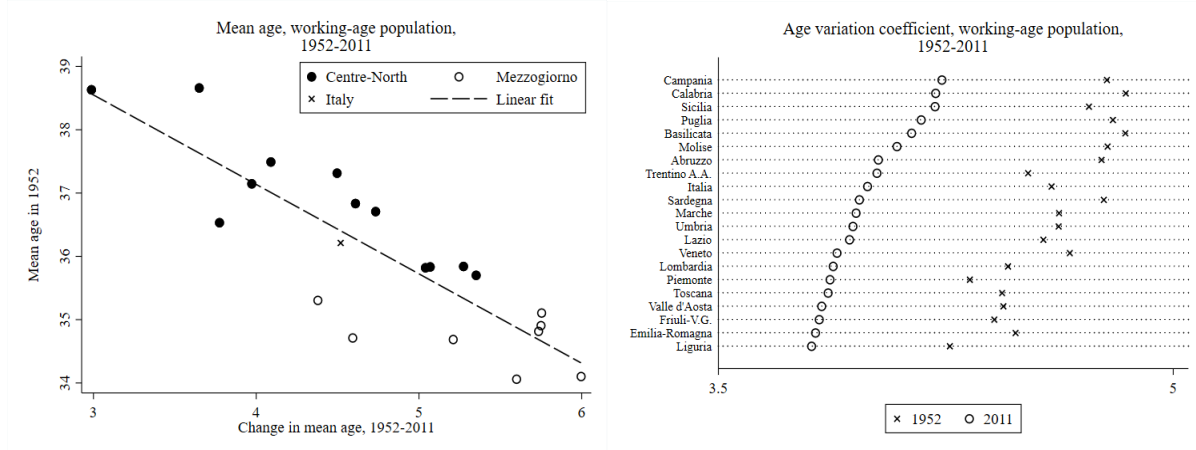 Mean age, working-age population,
1952-2011
Centre-North
Mezzogiorno
Italy
Linear fit
Mean age in 1952
39
38
37
36
35
34
3
4
5
6
Change in mean age, 1952-2011
Age variation coefficient, working-age population,
1952-2011
Campania
Calabria
Sicilia
Puglia
Basilicata
Molise
Abruzzo
Trentino A.A.
Italia
Sardegna
Marche
Umbria
Lazio
Veneto
Lombardia
Piemonte
Toscana
Valle d'Aosta
Friuli-V.G.
Emilia-Romagna
Liguria
3.5
5
1952
2011